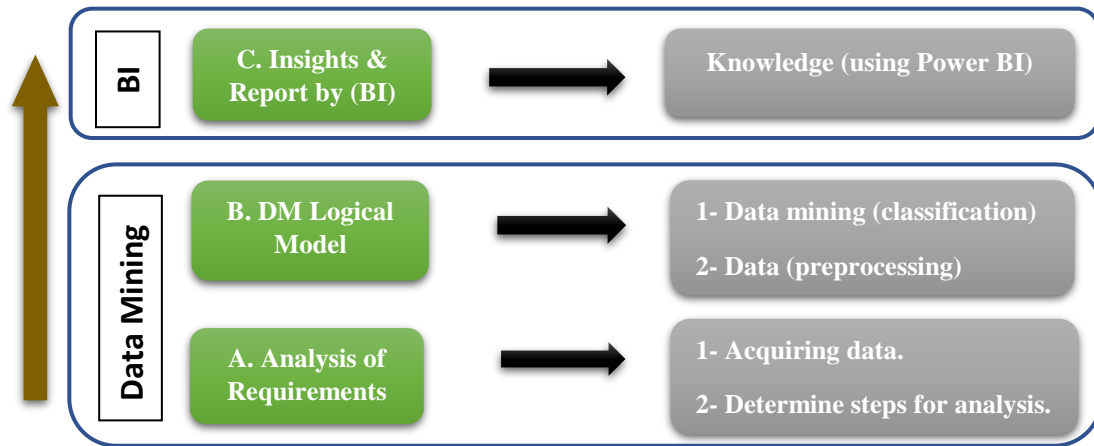 BI
C. Insights &
Report by (BI)
Knowledge (using Power BI)
Data Mining
B. DM Logical
Model
1- Data mining (classification)
2- Data (preprocessing)
A. Analysis of
Requirements
1- Acquiring data.
2- Determine steps for analysis.